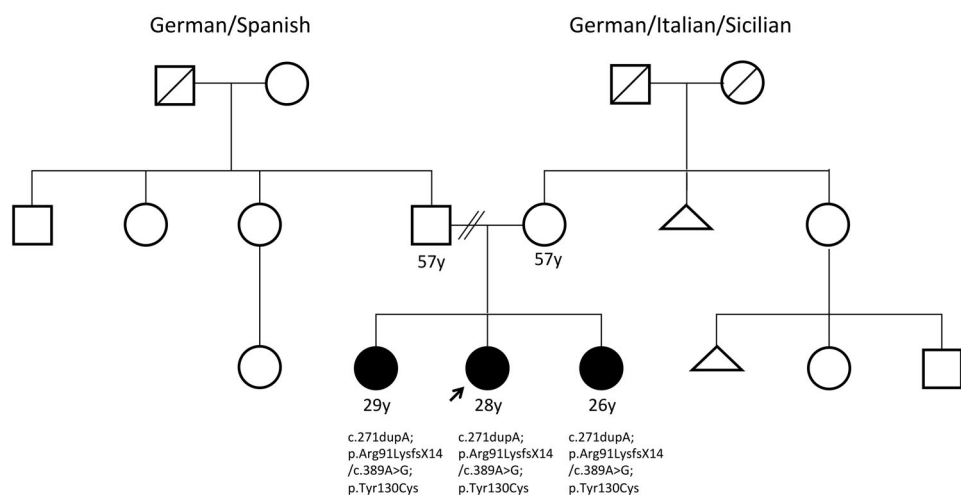 German/Spanish
German/Italian/Sicilian
57y
57y
29y
28y
26y
c.271dupA;
p.Arg91LysfsX14
/c.389A>G;
p.Tyr130Cys
c.271dupA;
p.Arg91LysfsX14
/c.389A>G;
p.Tyr130Cys
c.271dupA;
p.Arg91LysfsX14
/c.389A>G;
p.Tyr130Cys